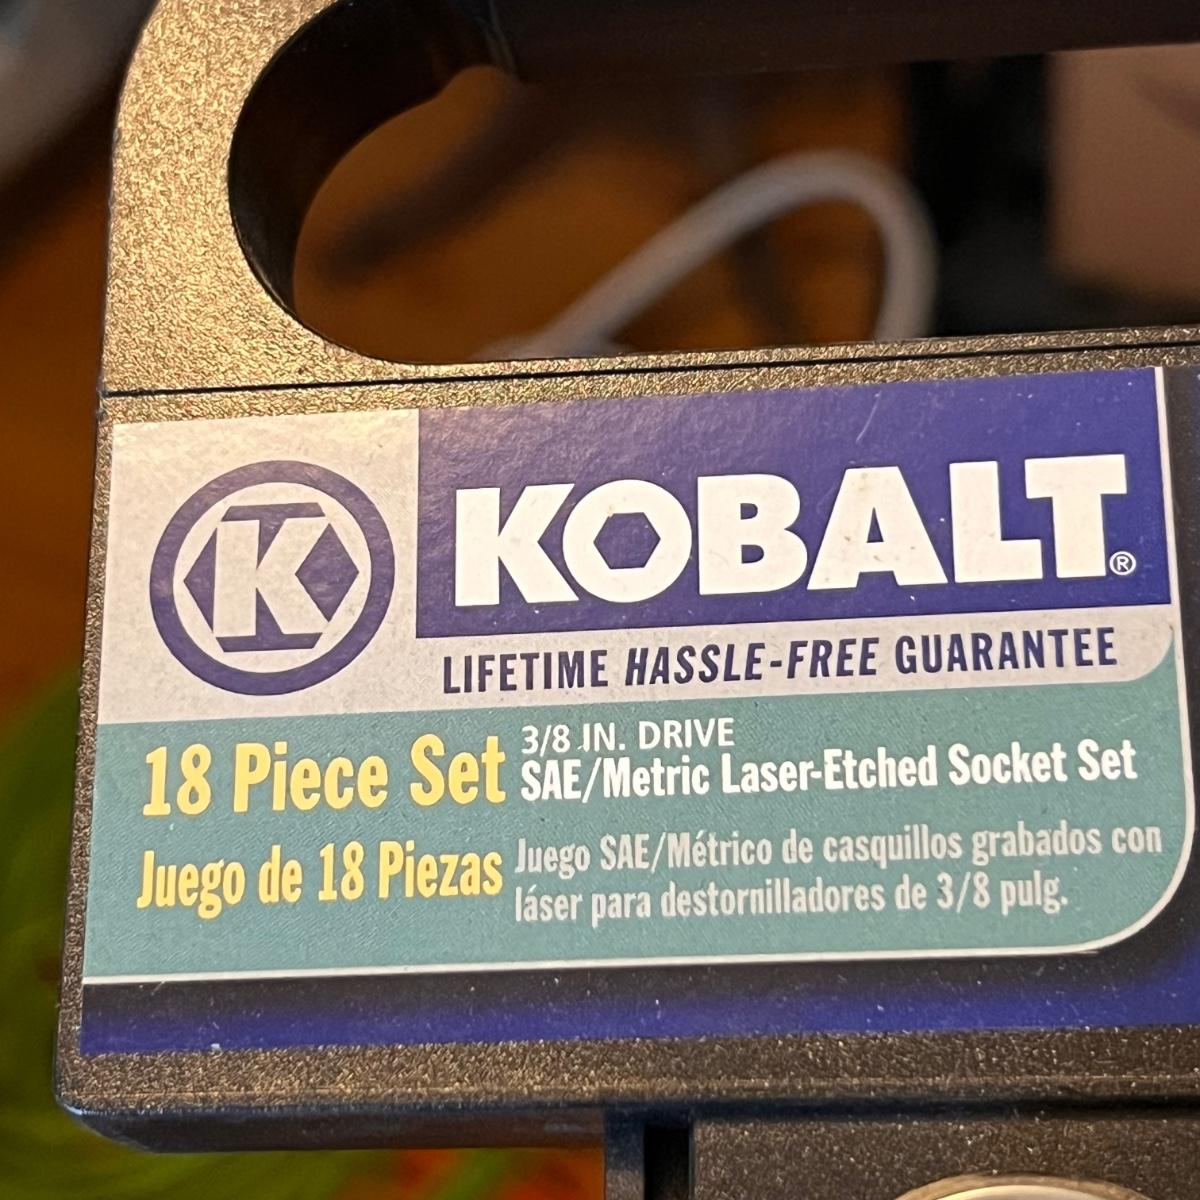 K
KOBALT®
LIFETIME HASSLE-FREE GUARANTEE
18 Piece Set
3/8 IN. DRIVE
SAE/Metric Laser-Etched Socket Set
Juego de 18 Piezas
Juego SAE/Métrico de casquillos grabados con
láser para destornilladores de 3/8 pulg.